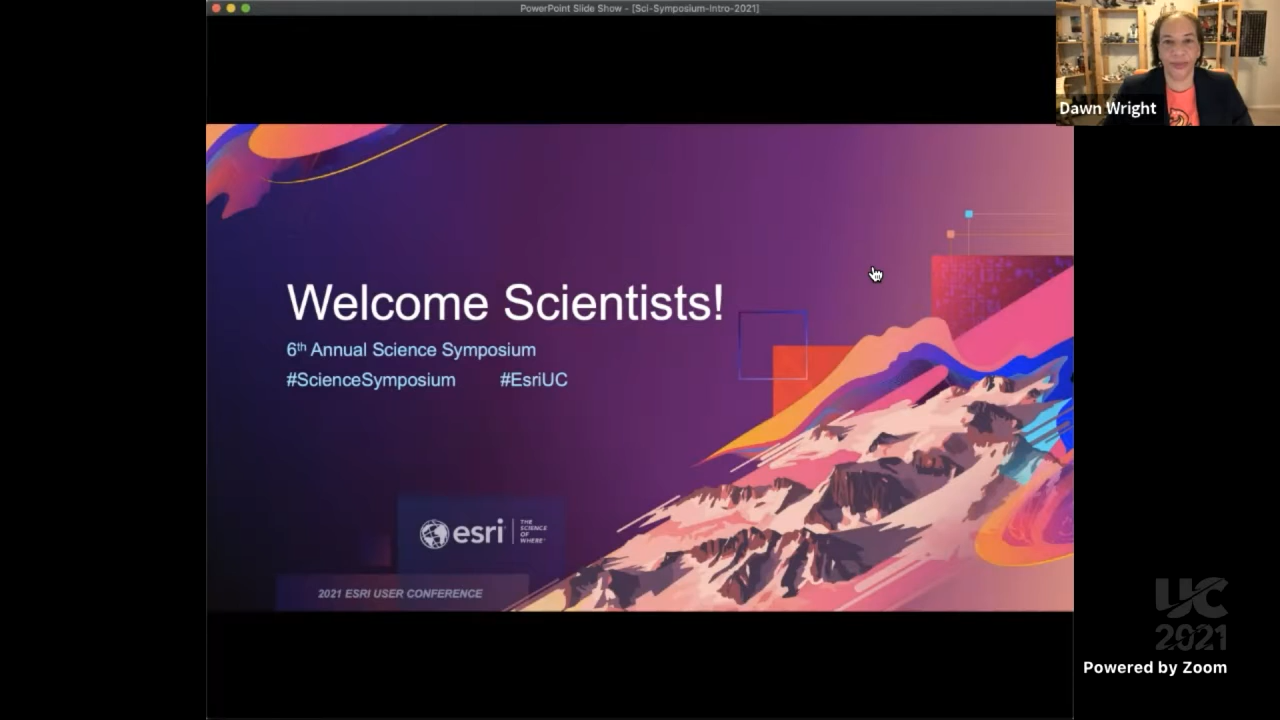 PowerPoint Slide Show - [Sci-Symposium-Intro-2021]
Dawn Wright
Welcome Scientists!
6th Annual Science Symposium
#ScienceSymposium #EsriUC
esri
THE
SCIENCE
OF
WHERE
2021 ESRI USER CONFERENCE
UC
2021
Powered by Zoom